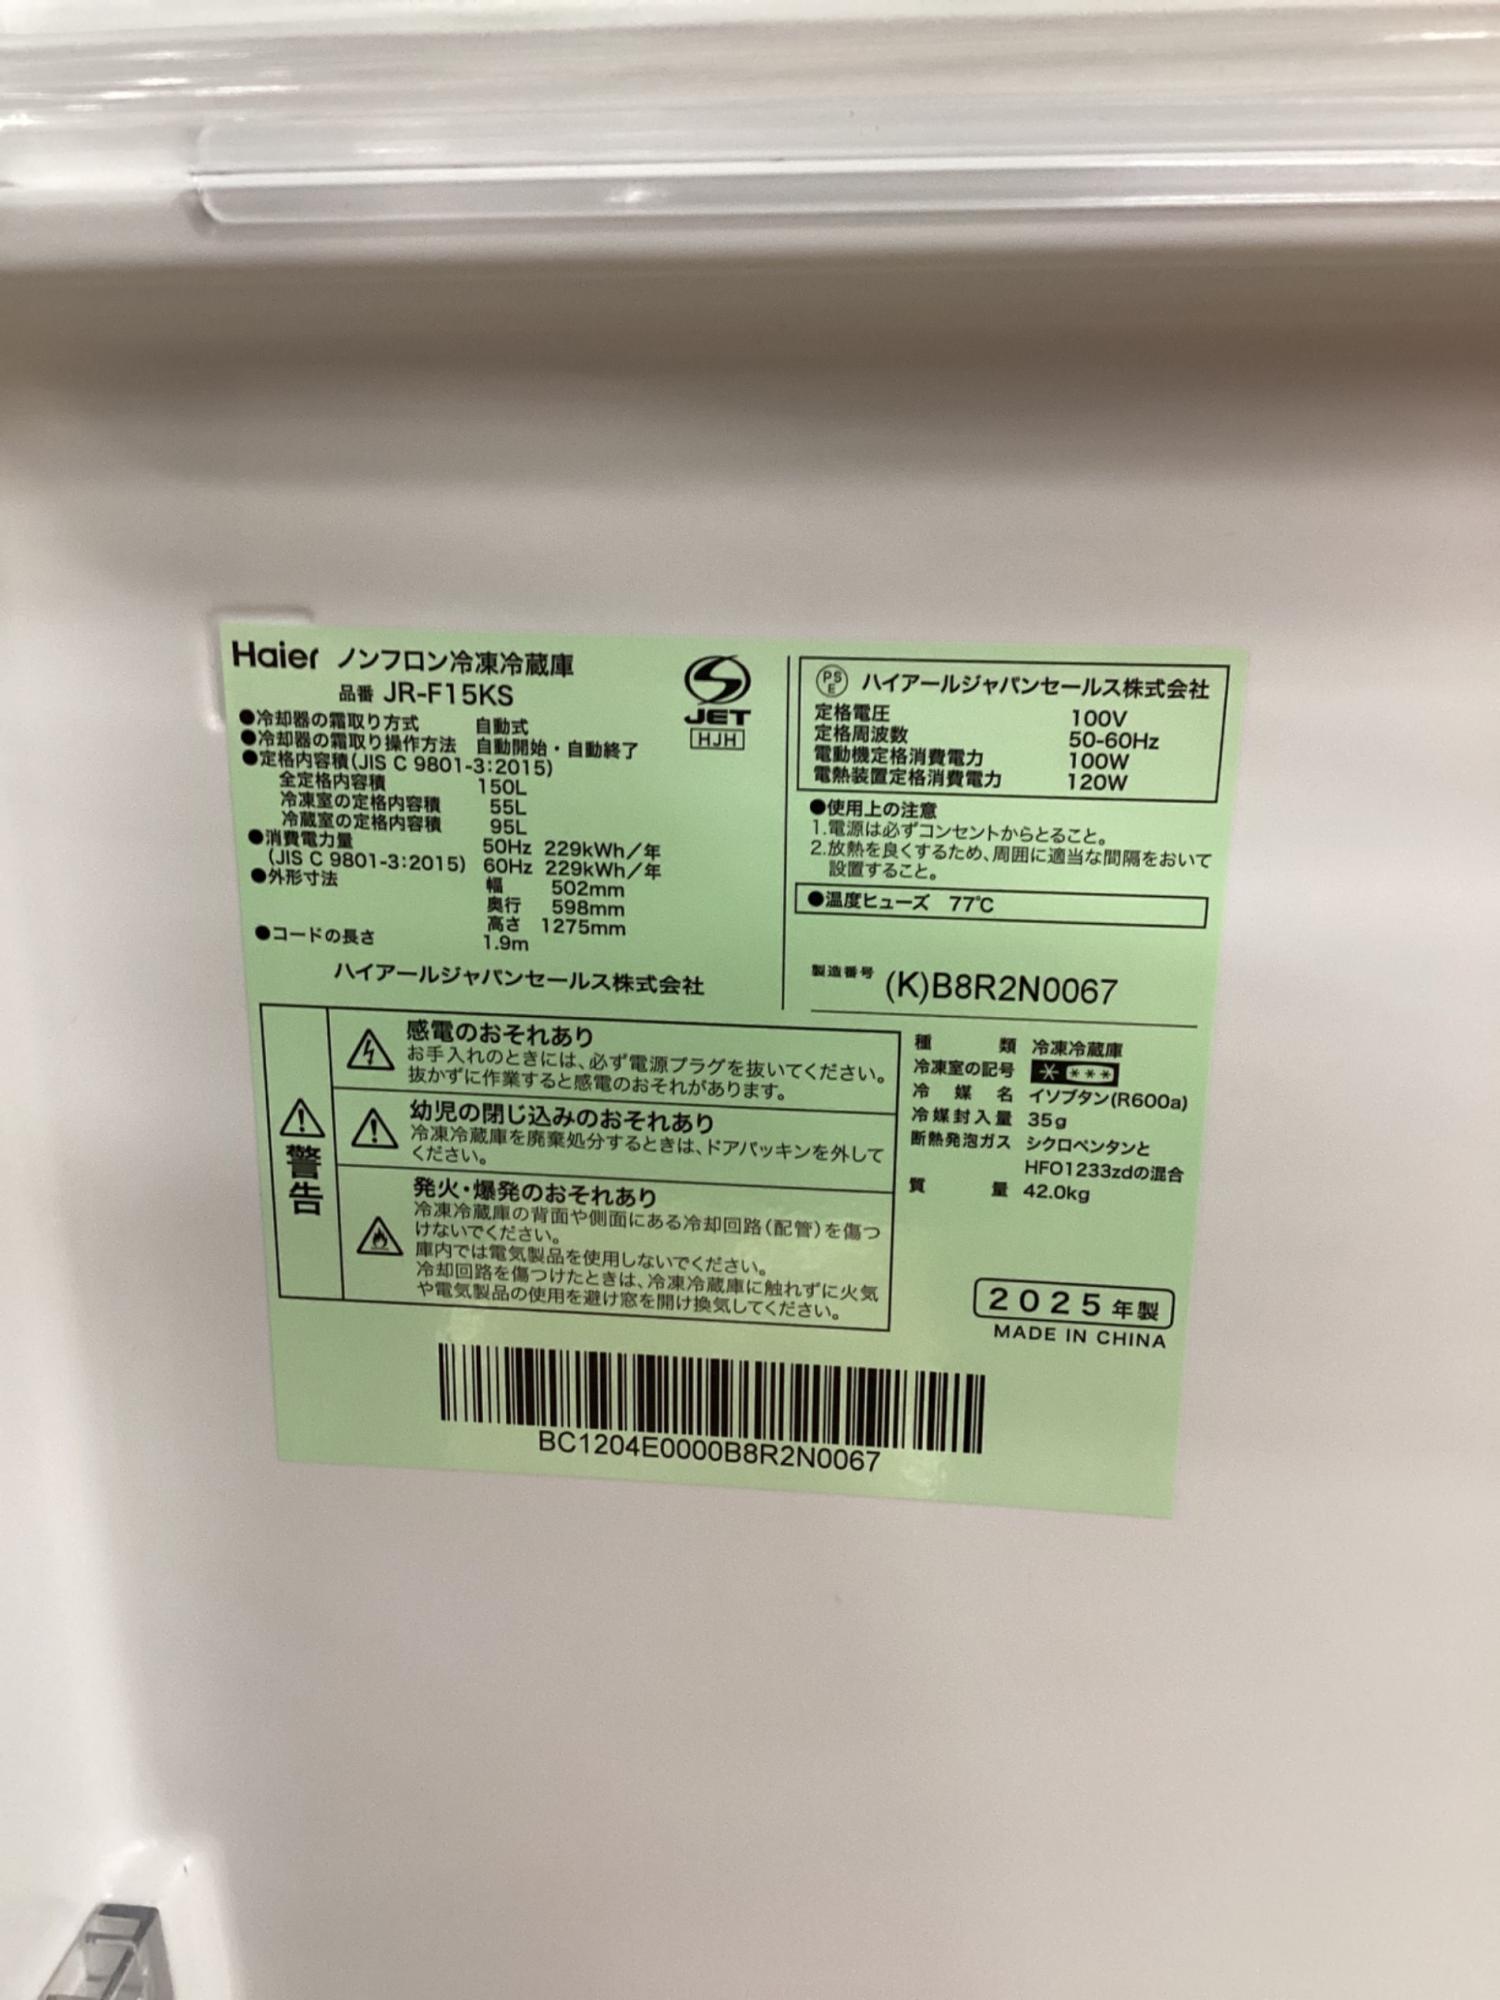 Haier ノンフロン冷凍冷蔵庫
品番 JR-F15KS
●冷却器の霜取り方式 自動式
●冷却器の霜取り操作方法 自動開始・自動終了
●定格内容積(JIS C 9801-3:2015)
全定格内容積 150L
冷凍室の定格内容積 55L
冷蔵室の定格内容積 95L
●消費電力量 50Hz 229kWh/年
(JIS C 9801-3:2015) 60Hz 229kWh/年
●外形寸法 幅 502mm
奥行 598mm
高さ 1275mm
●コードの長さ 1.9m
ハイアールジャパンセールス株式会社
JET
HJH
PSE ハイアールジャパンセールス株式会社
定格電圧 100V
定格周波数 50-60Hz
電動機定格消費電力 100W
電熱装置定格消費電力 120W
●使用上の注意
1.電源は必ずコンセントからとること。
2.放熱を良くするため、周囲に適当な間隔をおいて
設置すること。
●温度ヒューズ 77℃
製造番号 (K)B8R2N0067
警告
感電のおそれあり
お手入れのときには、必ず電源プラグを抜いてください。
抜かずに作業すると感電のおそれがあります。
幼児の閉じ込みのおそれあり
冷凍冷蔵庫を廃棄処分するときは、ドアパッキンを外して
ください。
発火・爆発のおそれあり
冷凍冷蔵庫の背面や側面にある冷却回路(配管)を傷つ
けないでください。
庫内では電気製品を使用しないでください。
冷却回路を傷つけたときは、冷凍冷蔵庫に触れずに火気
や電気製品の使用を避け窓を開け換気してください。
種類 冷凍冷蔵庫
冷凍室の記号 * ***
冷媒名 イソブタン(R600a)
冷媒封入量 35g
断熱発泡ガス シクロペンタンと
HFO1233zdの混合
質量 42.0kg
2025年製
MADE IN CHINA
BC1204E0000B8R2N0067